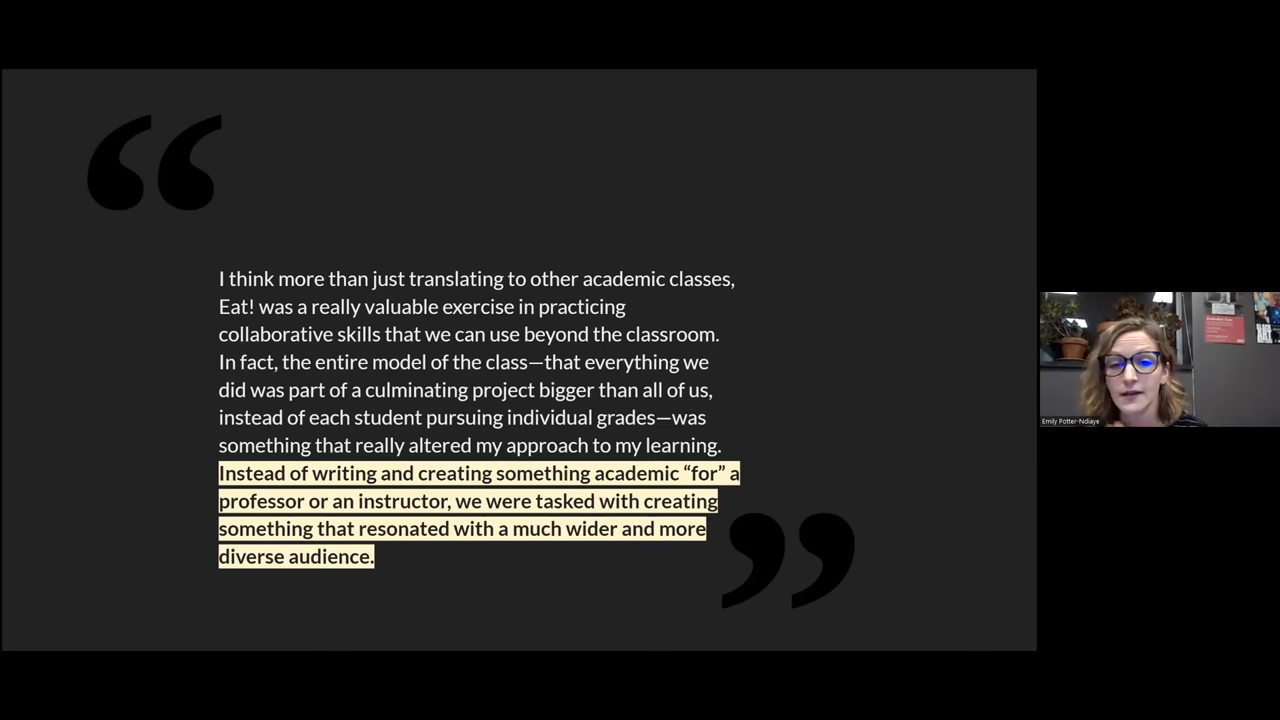 I think more than just translating to other academic classes,
Eat! was a really valuable exercise in practicing
collaborative skills that we can use beyond the classroom.
In fact, the entire model of the class—that everything we
did was part of a culminating project bigger than all of us,
instead of each student pursuing individual grades—was
something that really altered my approach to my learning.
Instead of writing and creating something academic “for” a
professor or an instructor, we were tasked with creating
something that resonated with a much wider and more
diverse audience.
Emily Potter-Ndiaye